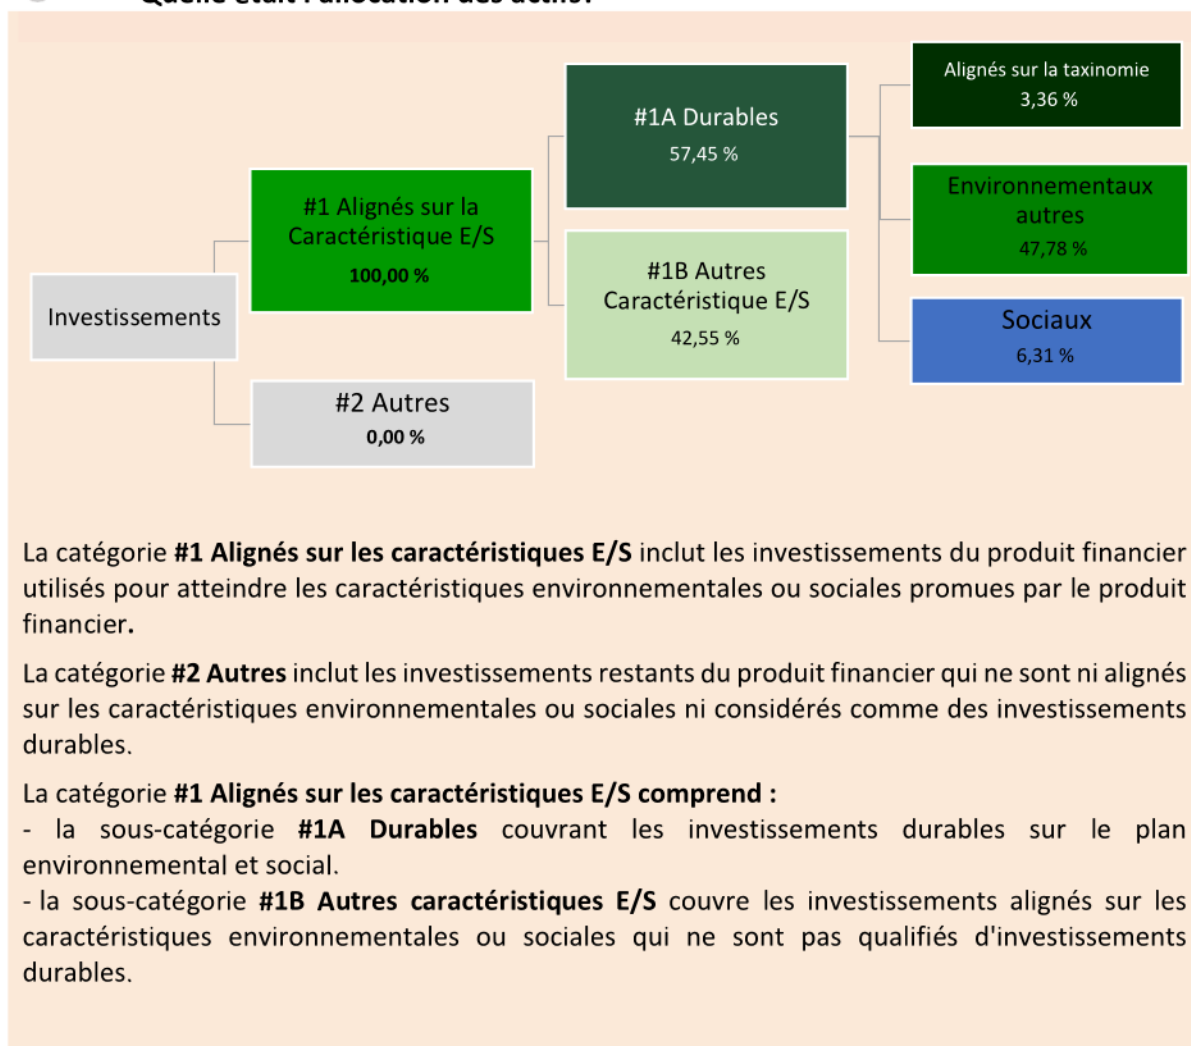 Quelle était l'allocation des actifs?
Alignés sur la taxinomie
3,36 %
#1A Durables
57,45 %
Environnementaux
autres
47,78 %
#1 Alignés sur la
Caractéristique E/S
100,00 %
#1B Autres
Caractéristique E/S
42,55 %
Investissements
Sociaux
6,31 %
#2 Autres
0,00 %
La catégorie #1 Alignés sur les caractéristiques E/S inclut les investissements du produit financier
utilisés pour atteindre les caractéristiques environnementales ou sociales promues par le produit
financier.
La catégorie #2 Autres inclut les investissements restants du produit financier qui ne sont ni alignés
sur les caractéristiques environnementales ou sociales ni considérés comme des investissements
durables.
La catégorie #1 Alignés sur les caractéristiques E/S comprend :
- la sous-catégorie #1A Durables couvrant les investissements durables sur le plan
environnemental et social.
- la sous-catégorie #1B Autres caractéristiques E/S couvre les investissements alignés sur les
caractéristiques environnementales ou sociales qui ne sont pas qualifiés d'investissements
durables.